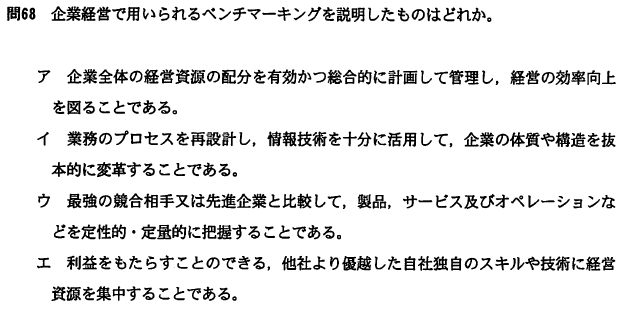 問68 企業経営で用いられるベンチマーキングを説明したものはどれか。
ア 企業全体の経営資源の配分を有効かつ総合的に計画して管理し，経営の効率向上
を図ることである。
イ 業務のプロセスを再設計し，情報技術を十分に活用して，企業の体質や構造を抜
本的に変革することである。
ウ 最強の競合相手又は先進企業と比較して，製品，サービス及びオペレーションな
どを定性的・定量的に把握することである。
エ 利益をもたらすことのできる，他社より優越した自社独自のスキルや技術に経営
資源を集中することである。